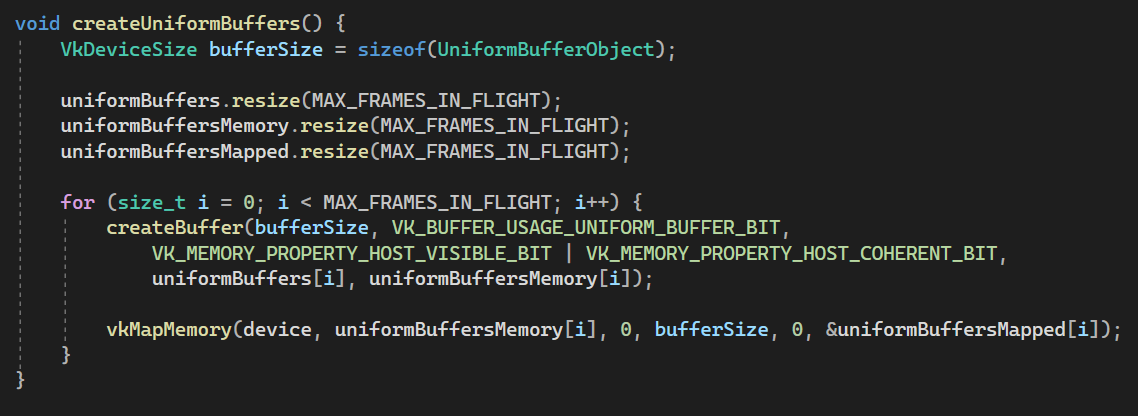 void createUniformBuffers() {
    VkDeviceSize bufferSize = sizeof(UniformBufferObject);

    uniformBuffers.resize(MAX_FRAMES_IN_FLIGHT);
    uniformBuffersMemory.resize(MAX_FRAMES_IN_FLIGHT);
    uniformBuffersMapped.resize(MAX_FRAMES_IN_FLIGHT);

    for (size_t i = 0; i < MAX_FRAMES_IN_FLIGHT; i++) {
        createBuffer(bufferSize, VK_BUFFER_USAGE_UNIFORM_BUFFER_BIT,
            VK_MEMORY_PROPERTY_HOST_VISIBLE_BIT | VK_MEMORY_PROPERTY_HOST_COHERENT_BIT,
            uniformBuffers[i], uniformBuffersMemory[i]);

        vkMapMemory(device, uniformBuffersMemory[i], 0, bufferSize, 0, &uniformBuffersMapped[i]);
    }
}